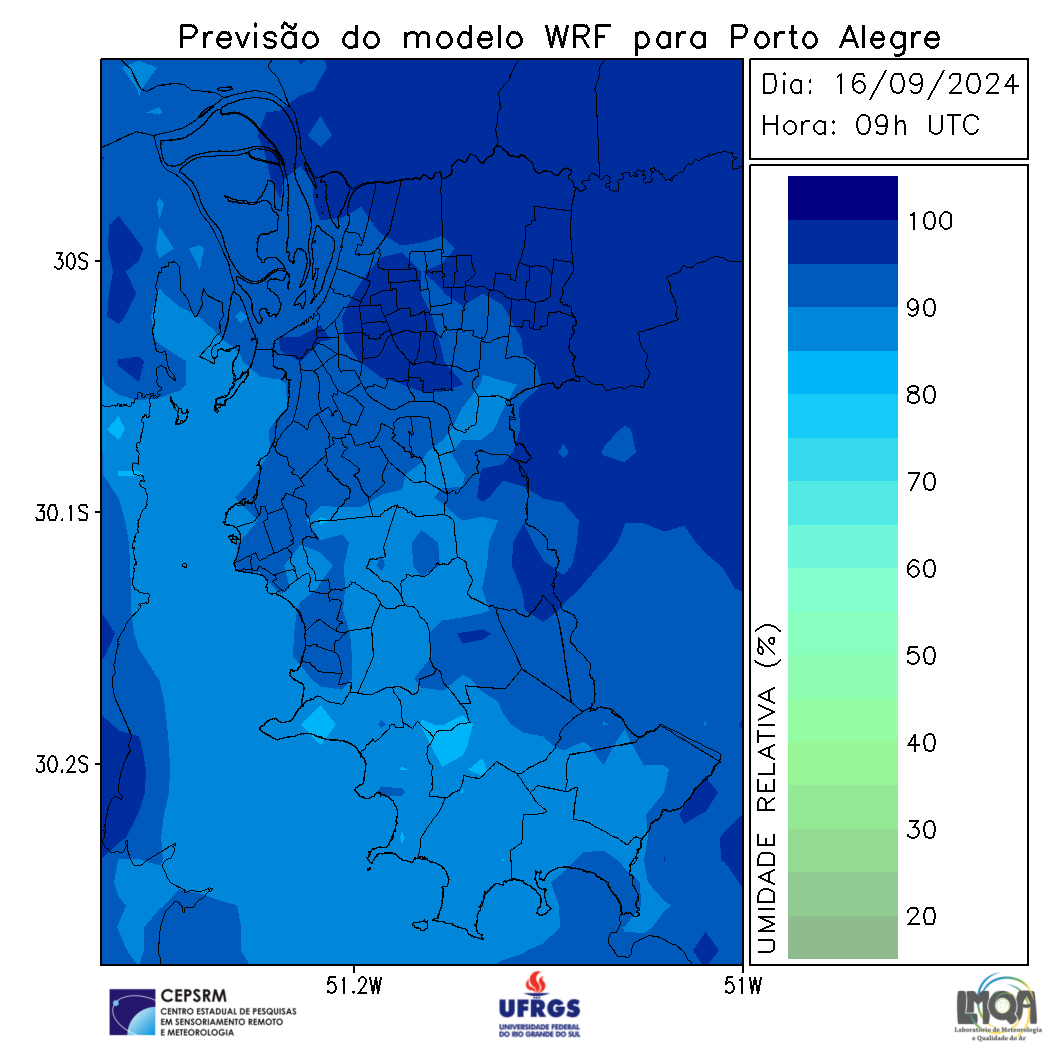 Previsão do modelo WRF para Porto Alegre
Dia: 16/09/2024
Hora: 09h UTC
30S
30.1S
30.2S
51.2W
51W
100
90
80
70
60
50
40
30
20
UMIDADE RELATIVA (%)
CEPSRM
CENTRO ESTADUAL DE PESQUISAS
EM SENSORIAMENTO REMOTO
E METEOROLOGIA
UFRGS
UNIVERSIDADE FEDERAL
DO RIO GRANDE DO SUL
LMQA
Laboratório de Meteorologia
e Qualidade do Ar